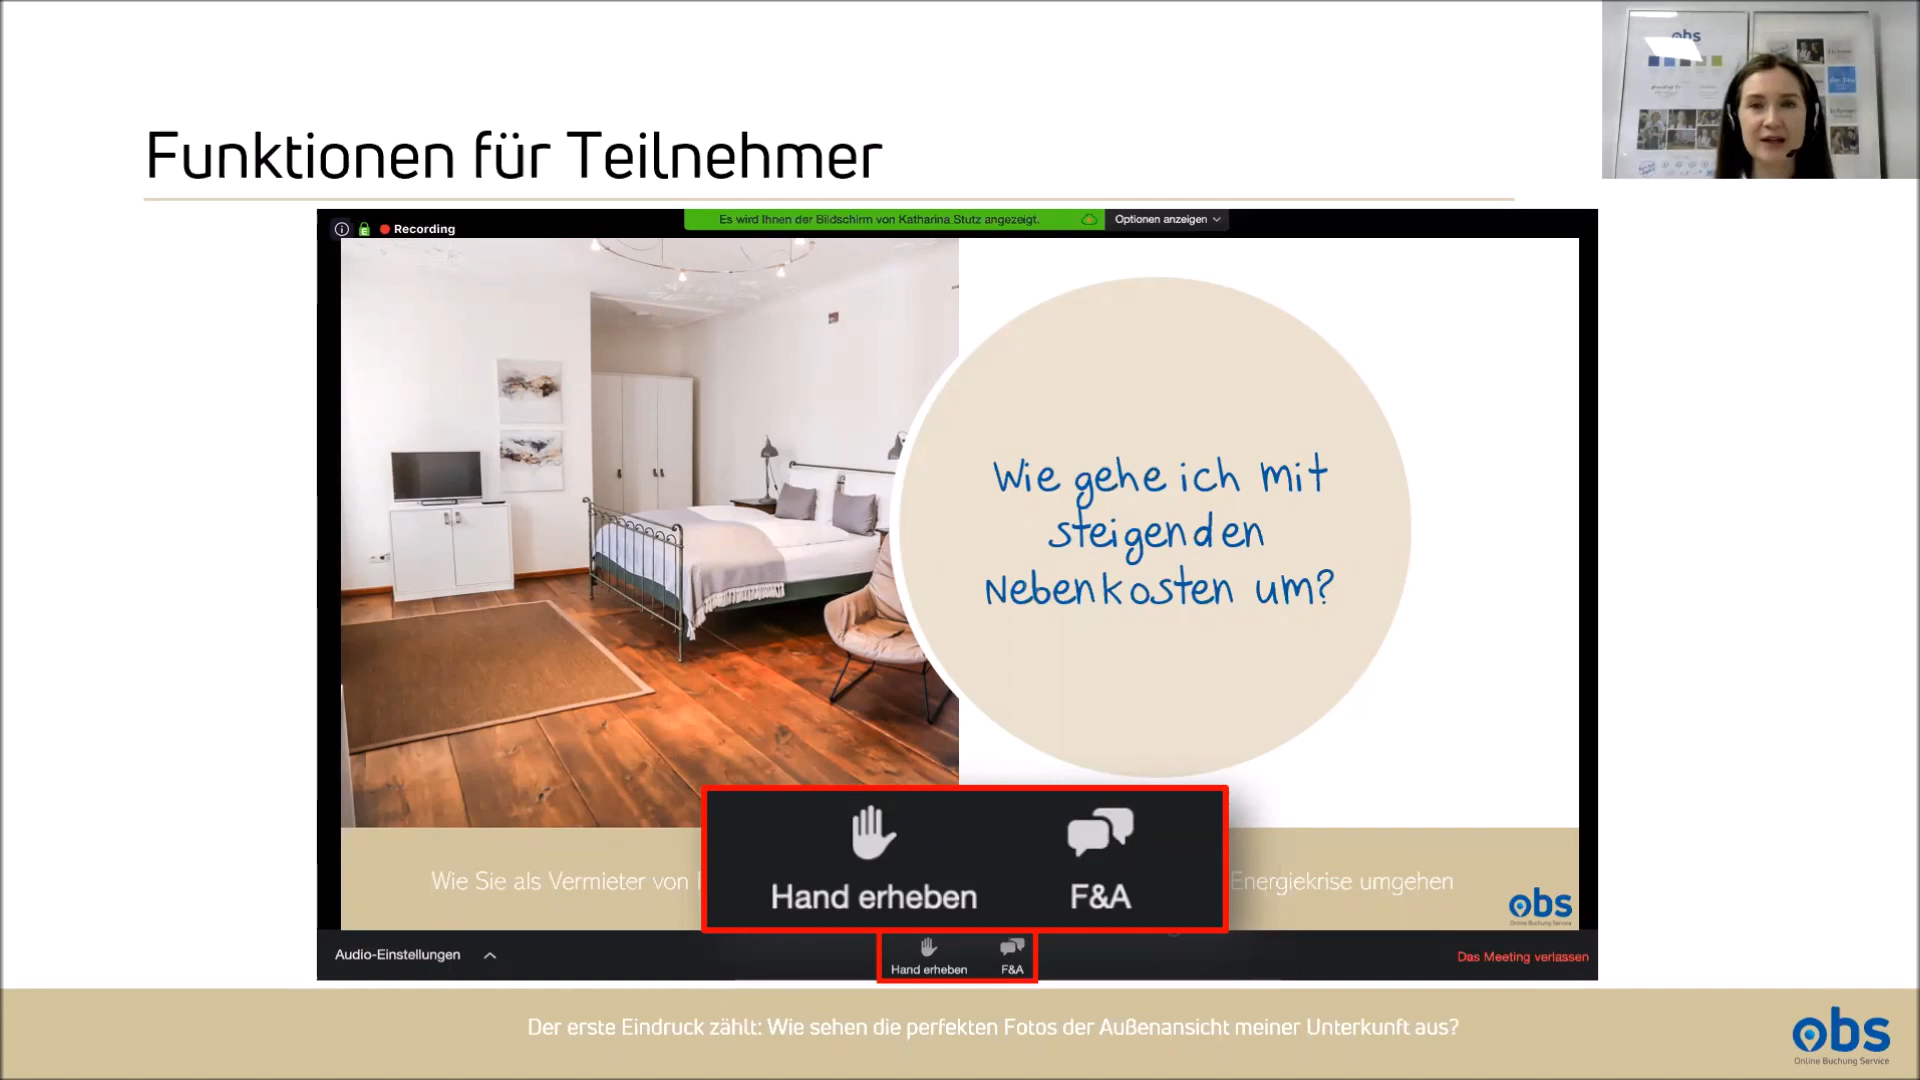 obs
Funktionen für Teilnehmer
Recording
Es wird Ihnen der Bildschirm von Katharina Stutz angezeigt.
Optionen anzeigen
Wie gehe ich mit
steigenden
Nebenkosten um?
Hand erheben F&A
Wie Sie als Vermieter von
Energiekrise umgehen
obs
Online Buchung Service
Audio-Einstellungen
Hand erheben F&A
Das Meeting verlassen
Der erste Eindruck zählt: Wie sehen die perfekten Fotos der Außenansicht meiner Unterkunft aus?
obs
Online Buchung Service